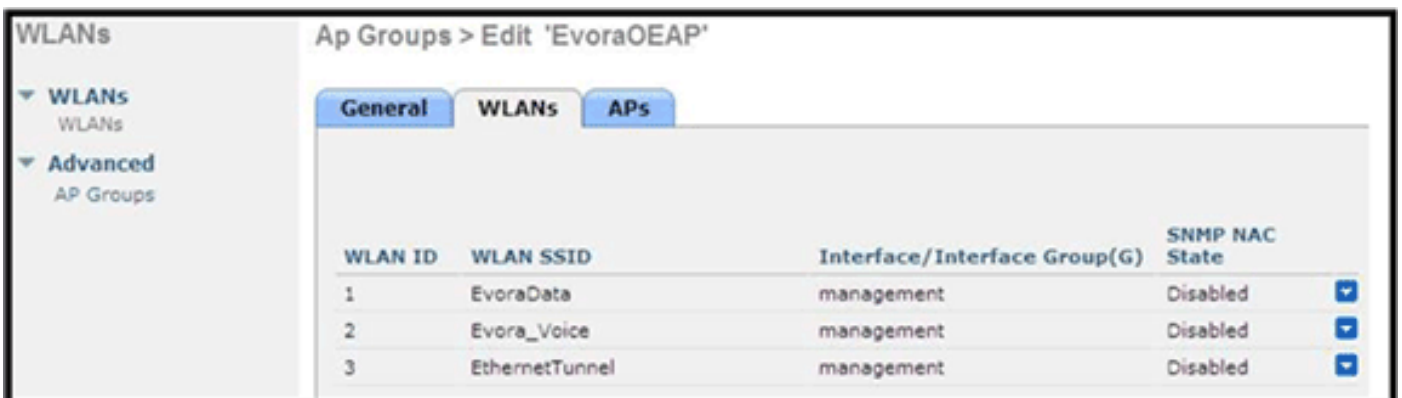 WLANs
WLANs
WLANs
Advanced
AP Groups
Ap Groups > Edit 'EvoraOEAP'
General WLANs APs
WLAN ID WLAN SSID Interface/Interface Group(G) SNMP NAC State
1 EvoraData management Disabled
2 Evora_Voice management Disabled
3 EthernetTunnel management Disabled